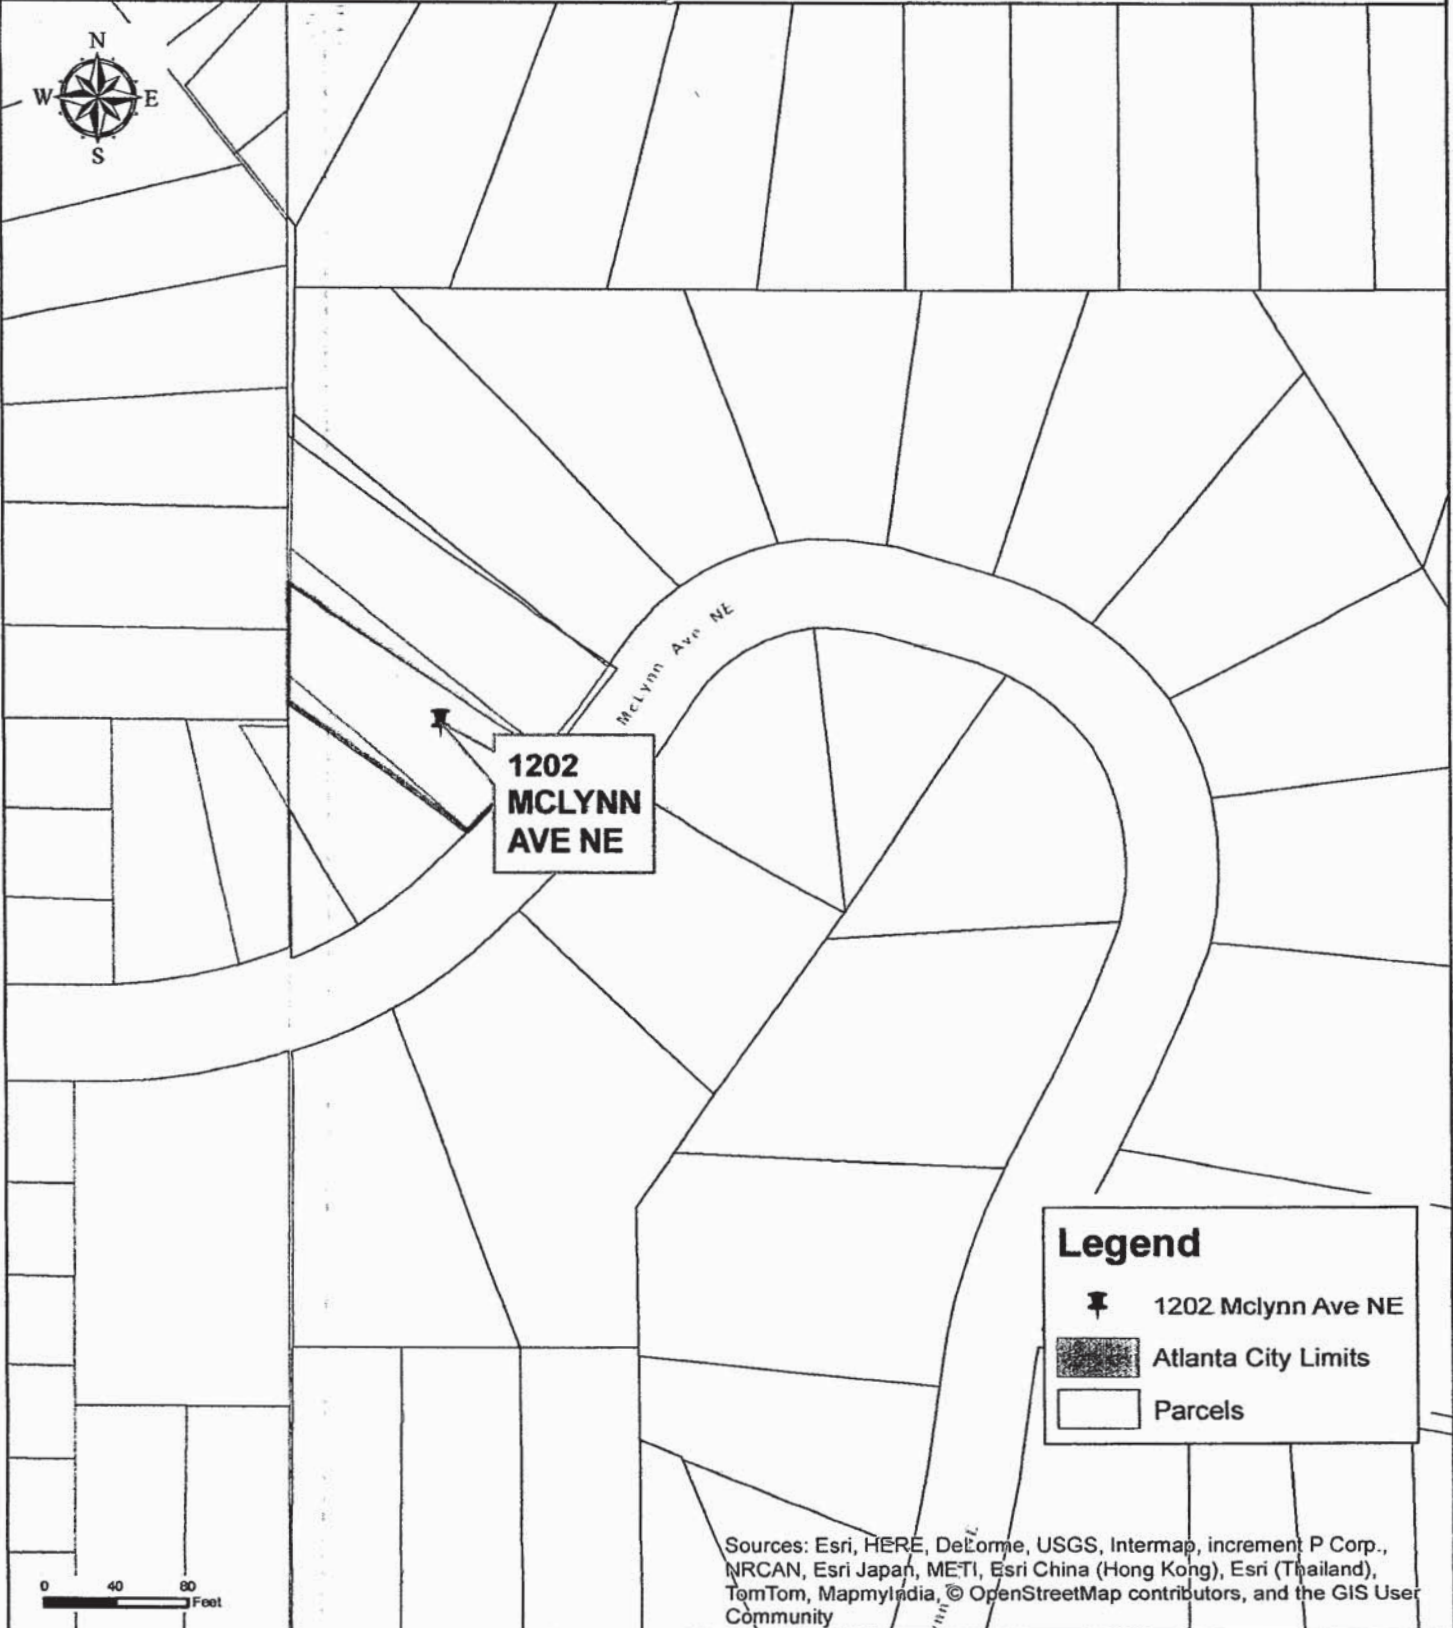 N
W E
S
McLynn Ave NE
1202
MCLYNN
AVE NE
Legend
1202 Mclynn Ave NE
Atlanta City Limits
Parcels
0 40 80
Feet
Sources: Esri, HERE, DeLorme, USGS, Intermap, increment P Corp.,
NRCAN, Esri Japan, METI, Esri China (Hong Kong), Esri (Thailand),
TomTom, MapmyIndia, © OpenStreetMap contributors, and the GIS User
Community